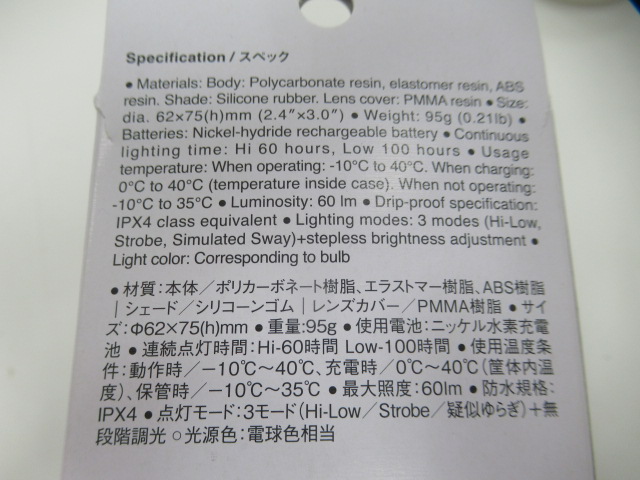 Specification / スペック
● Materials: Body: Polycarbonate resin, elastomer resin, ABS
resin. Shade: Silicone rubber. Lens cover: PMMA resin ● Size:
dia. 62×75(h)mm (2.4″×3.0″) ● Weight: 95g (0.21lb) ●
Batteries: Nickel-hydride rechargeable battery ● Continuous
lighting time: Hi 60 hours, Low 100 hours ● Usage
temperature: When operating: -10°C to 40°C. When charging:
0°C to 40°C (temperature inside case). When not operating:
-10°C to 35°C ● Luminosity: 60 lm ● Drip-proof specification:
IPX4 class equivalent ● Lighting modes: 3 modes (Hi-Low,
Strobe, Simulated Sway)+stepless brightness adjustment ●
Light color: Corresponding to bulb
● 材質:本体／ポリカーボネート樹脂、エラストマー樹脂、ABS樹脂
｜シェード／シリコーンゴム｜レンズカバー／PMMA樹脂 ● サイ
ズ:Φ62×75(h)mm ● 重量:95g ● 使用電池:ニッケル水素充電
池 ● 連続点灯時間:Hi-60時間 Low-100時間 ● 使用温度条
件:動作時／−10℃〜40℃、充電時／0℃〜40℃(筐体内温
度)、保管時／−10℃〜35℃ ● 最大照度:60lm ● 防水規格:
IPX4 ● 点灯モード:3モード(Hi-Low／Strobe／疑似ゆらぎ)＋無
段階調光 ○ 光源色:電球色相当